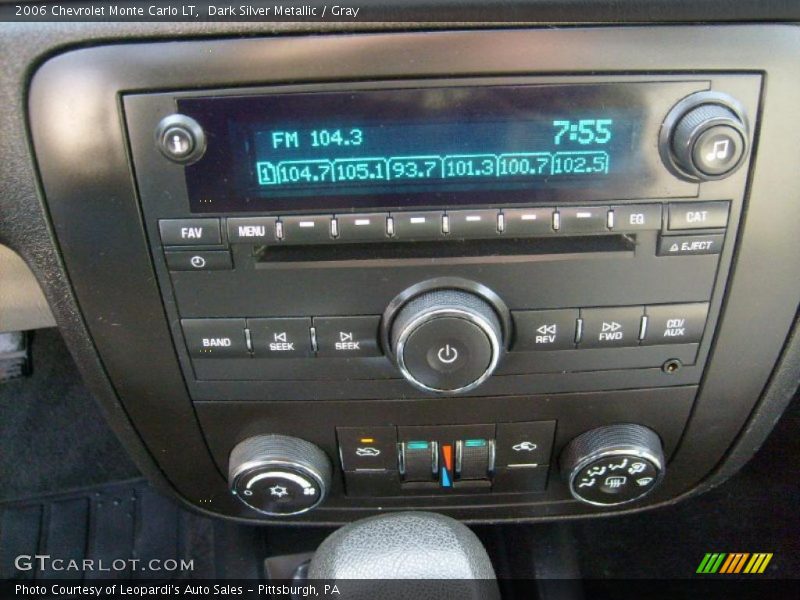 2006 Chevrolet Monte Carlo LT, Dark Silver Metallic / Gray
FM 104.3 7:55
1 104.7 105.1 93.7 101.3 100.7 102.5
i
FAV MENU EQ CAT
EJECT
BAND SEEK SEEK REV FWD CD/
AUX
GTCARLOT.COM
Photo Courtesy of Leopardi's Auto Sales - Pittsburgh, PA